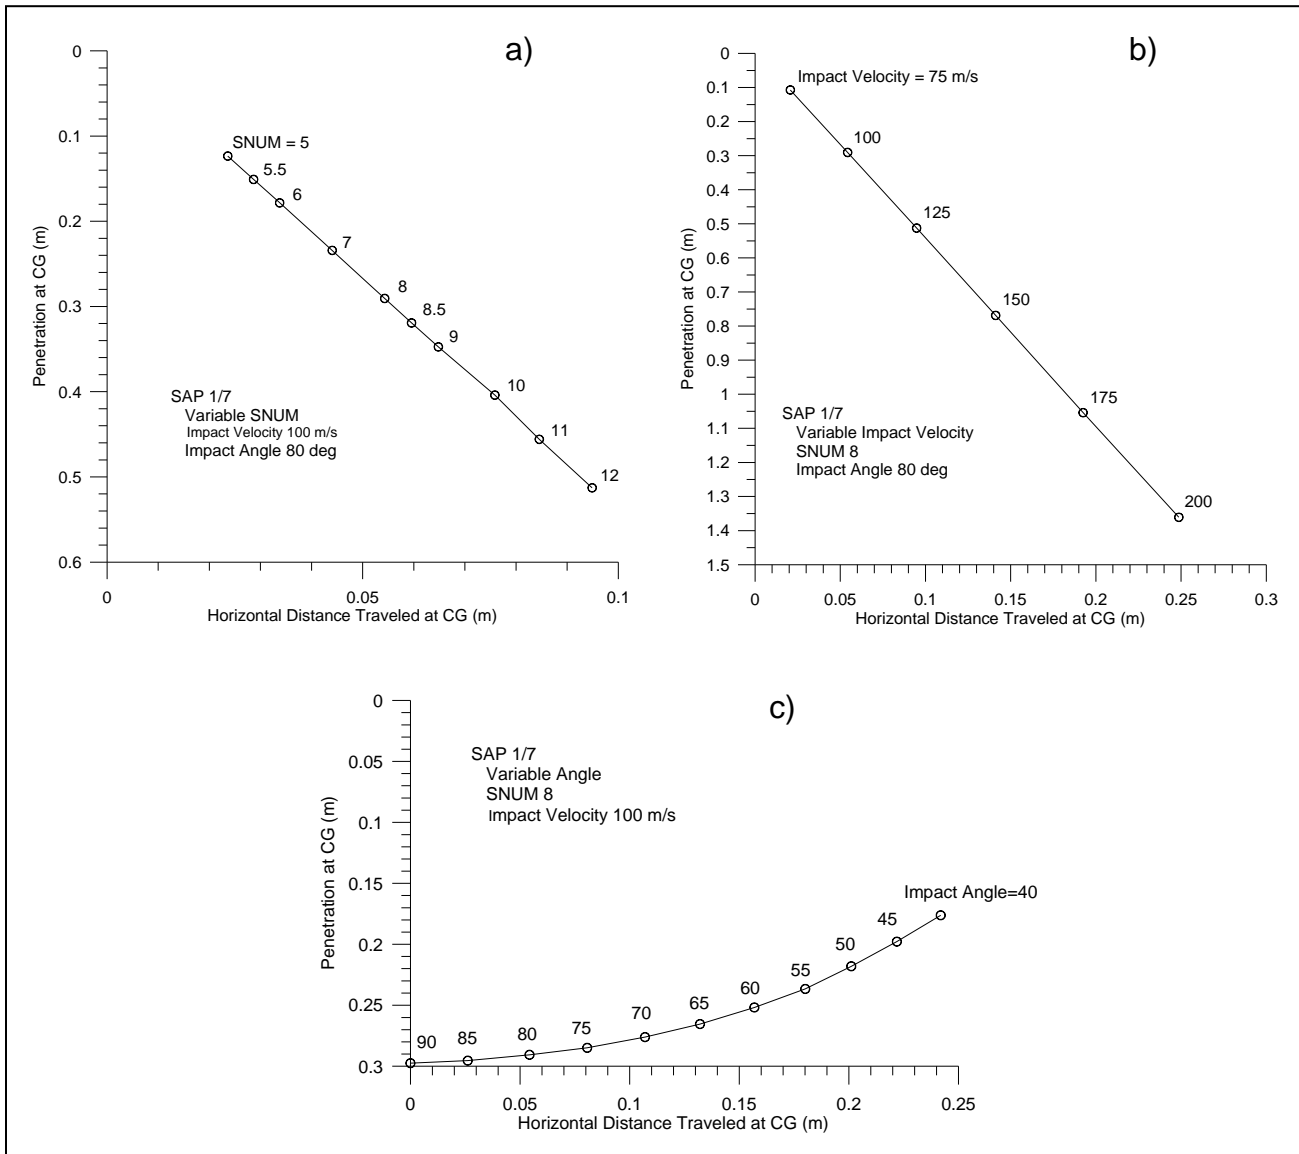 a)
0
0.1
0.2
0.3
0.4
0.5
0.6
Penetration at CG (m)
SNUM = 5
5.5
6
7
8
8.5
9
10
11
12
SAP 1/7
Variable SNUM
Impact Velocity 100 m/s
Impact Angle 80 deg
0
0.05
0.1
Horizontal Distance Traveled at CG (m)
b)
0
0.1
0.2
0.3
0.4
0.5
0.6
0.7
0.8
0.9
1
1.1
1.2
1.3
1.4
1.5
Penetration at CG (m)
Impact Velocity = 75 m/s
100
125
150
175
200
SAP 1/7
Variable Impact Velocity
SNUM 8
Impact Angle 80 deg
0
0.05
0.1
0.15
0.2
0.25
0.3
Horizontal Distance Traveled at CG (m)
c)
0
0.05
0.1
0.15
0.2
0.25
0.3
Penetration at CG (m)
SAP 1/7
Variable Angle
SNUM 8
Impact Velocity 100 m/s
Impact Angle=40
45
50
55
60
65
70
75
80
85
90
0
0.05
0.1
0.15
0.2
0.25
Horizontal Distance Traveled at CG (m)